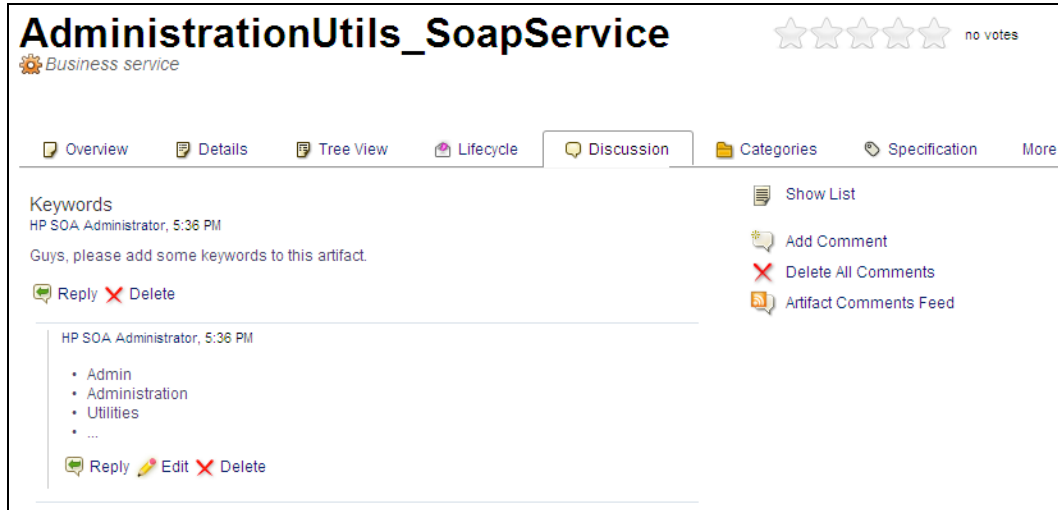 AdministrationUtils_SoapService
no votes
Business service
Overview Details Tree View Lifecycle Discussion Categories Specification More
Keywords
HP SOA Administrator, 5:36 PM
Guys, please add some keywords to this artifact.
Reply Delete
HP SOA Administrator, 5:36 PM
• Admin
• Administration
• Utilities
• ...
Reply Edit Delete
Show List
Add Comment
Delete All Comments
Artifact Comments Feed